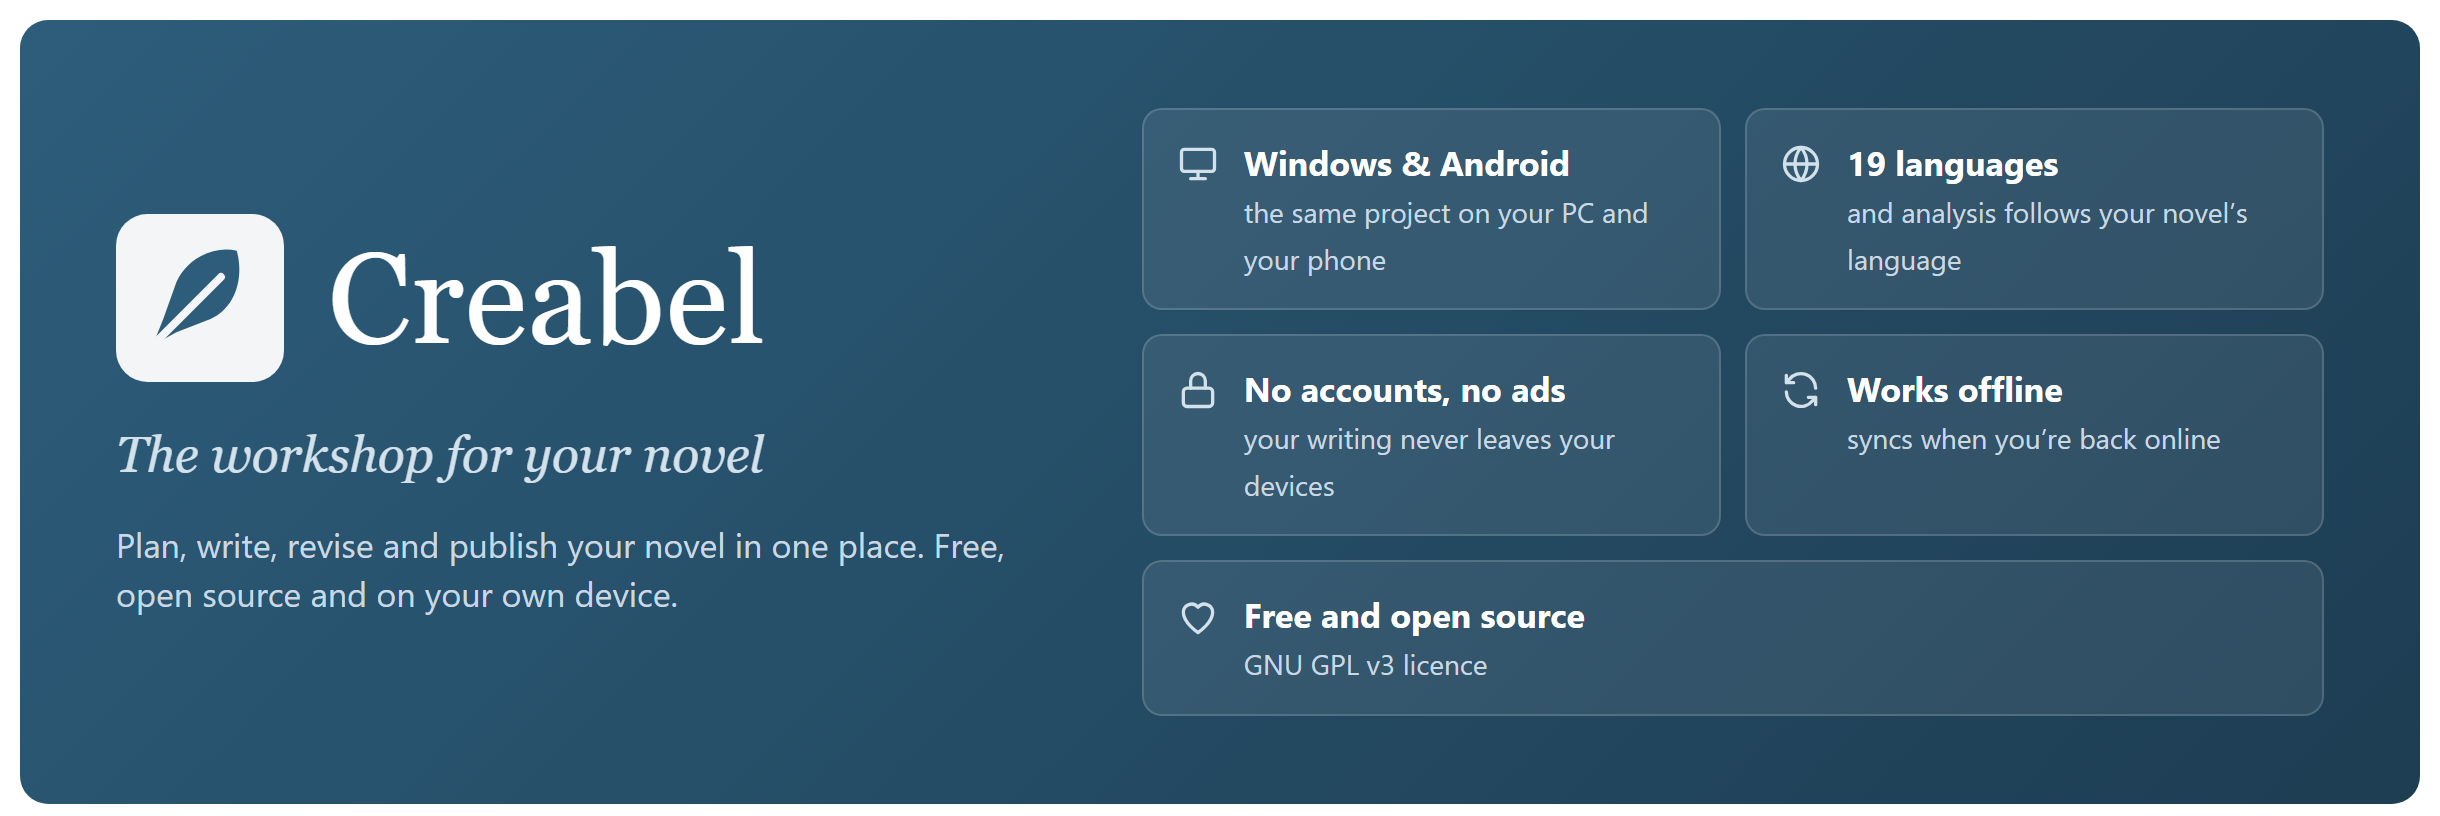 Creabel
The workshop for your novel
Plan, write, revise and publish your novel in one place. Free,
open source and on your own device.
Windows & Android
the same project on your PC and
your phone
19 languages
and analysis follows your novel’s
language
No accounts, no ads
your writing never leaves your
devices
Works offline
syncs when you’re back online
Free and open source
GNU GPL v3 licence